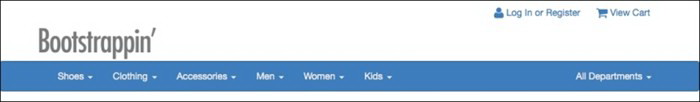 Log In or Register View Cart
Bootstrappin'
Shoes Clothing Accessories Men Women Kids All Departments